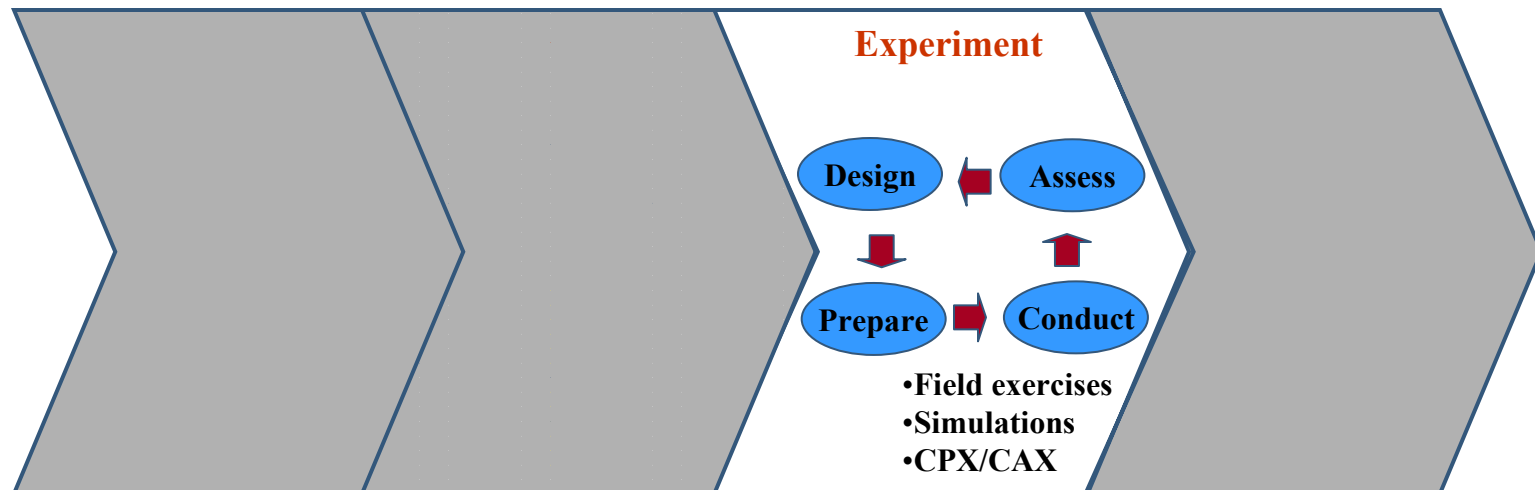 Experiment
Design
Assess
Prepare
Conduct
•Field exercises
•Simulations
•CPX/CAX